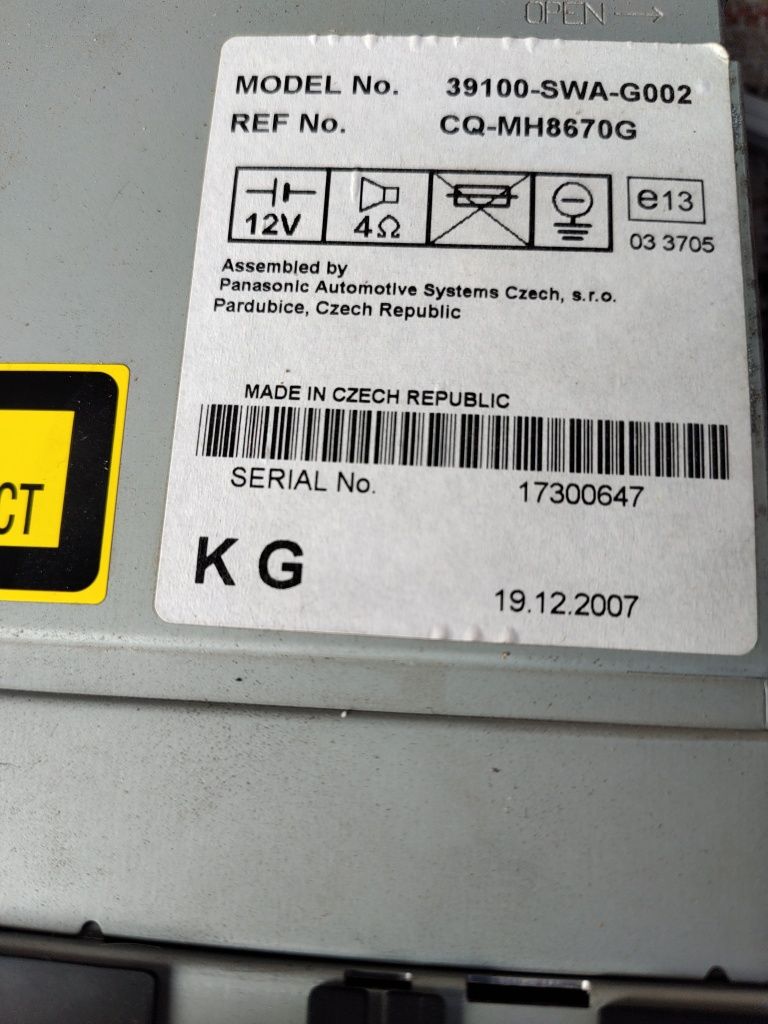 OPEN →
MODEL No. 39100-SWA-G002
REF No. CQ-MH8670G
12V
4Ω
e13
03 3705
Assembled by
Panasonic Automotive Systems Czech, s.r.o.
Pardubice, Czech Republic
MADE IN CZECH REPUBLIC
SERIAL No. 17300647
K G
19.12.2007
CT